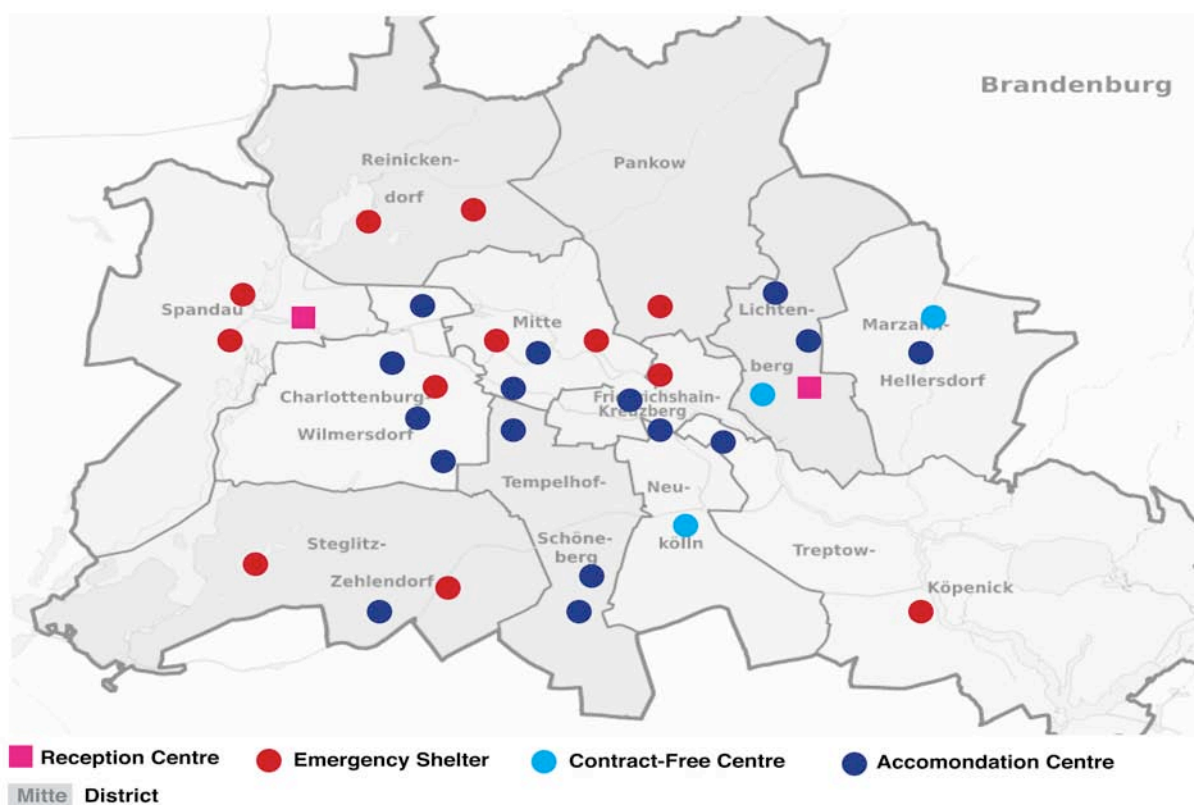 Brandenburg
Reinicken-
dorf
Pankow
Spandau
Mitte
Lichten-
berg
Marzahn-
Hellersdorf
Charlottenburg-
Wilmersdorf
Friedrichshain-
Kreuzberg
Tempelhof-
Schöne-
berg
Neu-
kölln
Steglitz-
Zehlendorf
Treptow-
Köpenick
Reception Centre
Emergency Shelter
Contract-Free Centre
Accomondation Centre
Mitte District